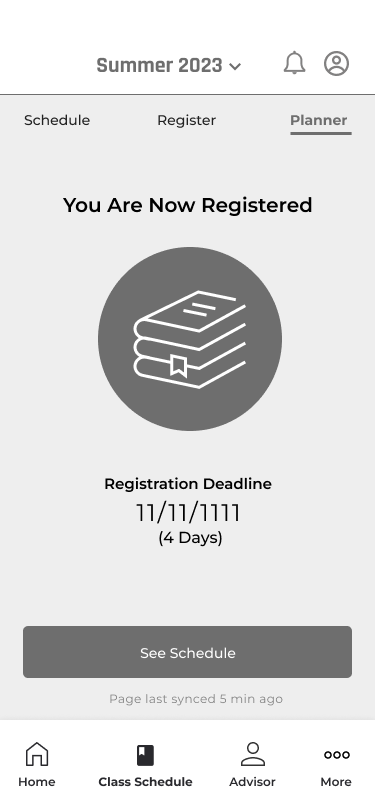 Summer 2023
Schedule Register Planner
You Are Now Registered
Registration Deadline
11/11/1111
(4 Days)
See Schedule
Page last synced 5 min ago
Home Class Schedule Advisor More